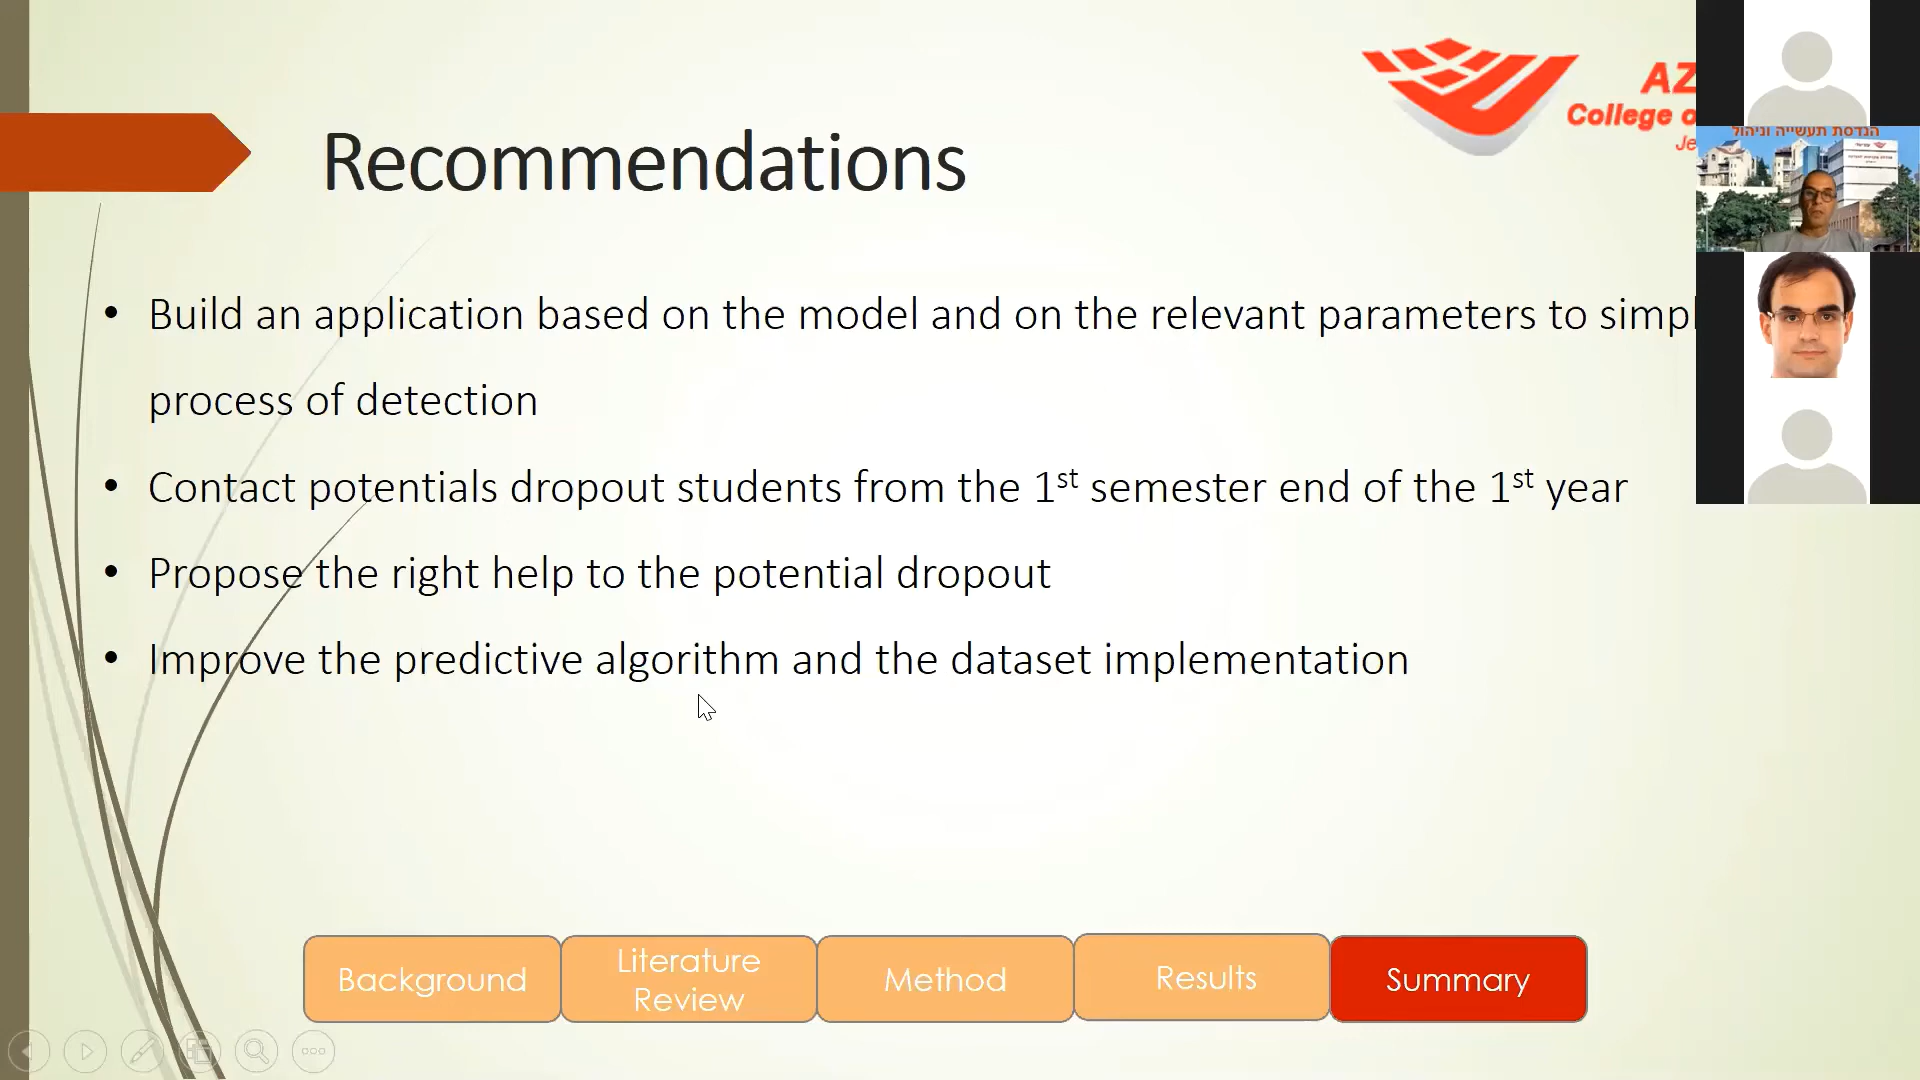 AZ
College o
Je
הנדסת תעשייה וניהול
Recommendations
• Build an application based on the model and on the relevant parameters to simpl
process of detection
• Contact potentials dropout students from the 1st semester end of the 1st year
• Propose the right help to the potential dropout
• Improve the predictive algorithm and the dataset implementation
Background
Literature
Review
Method
Results
Summary